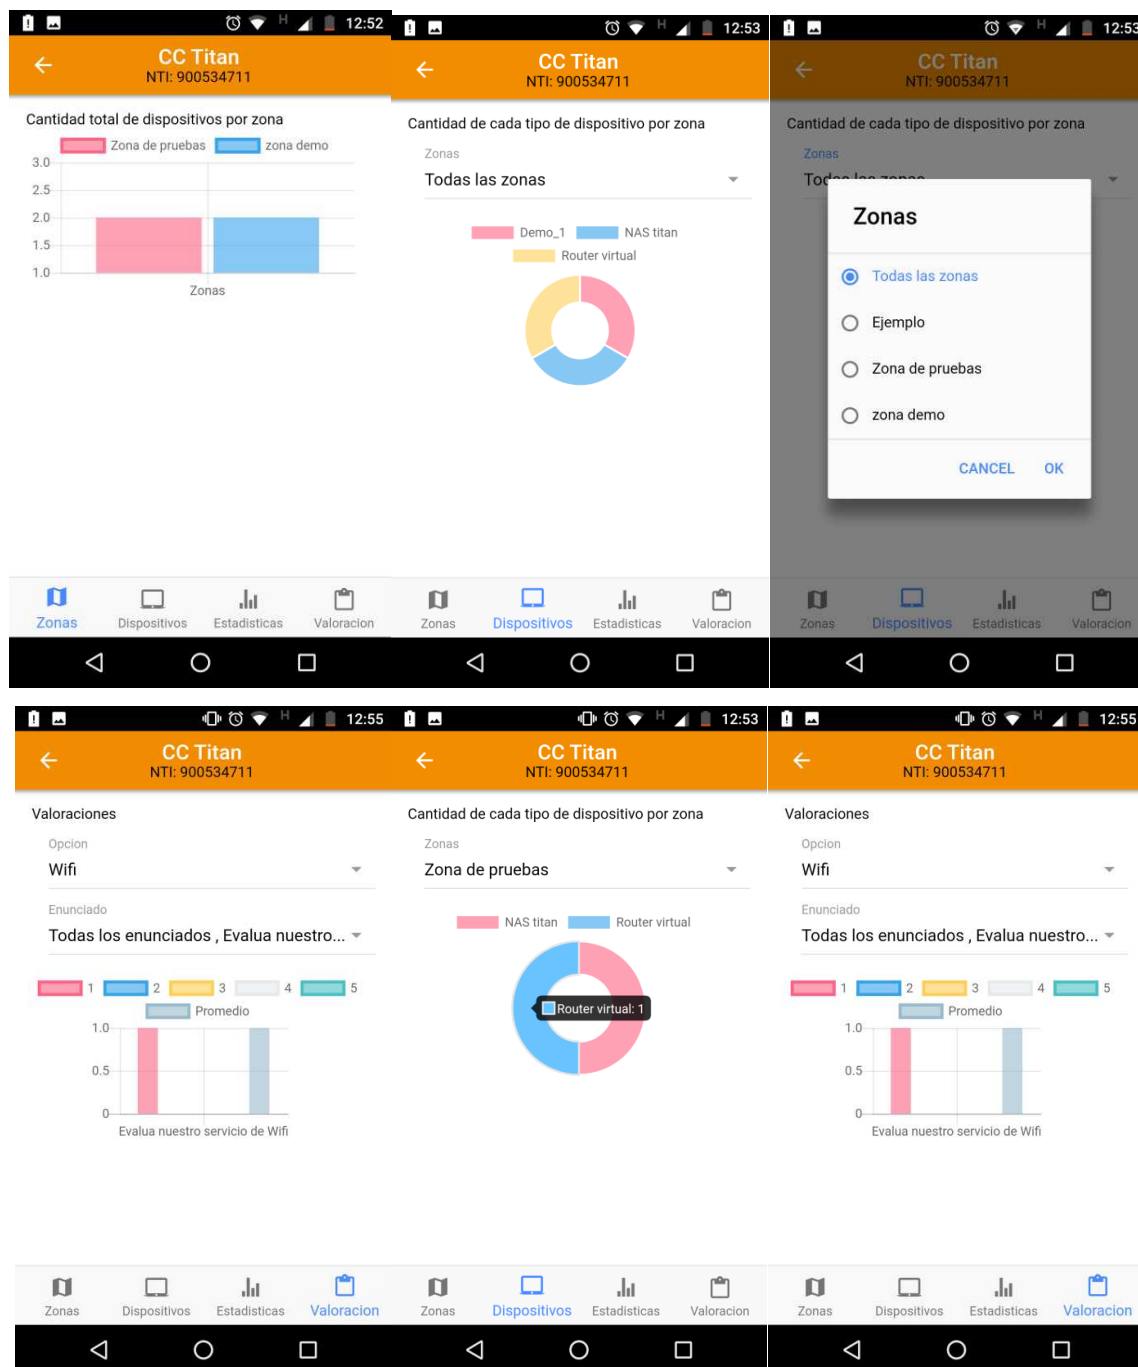 12:52
CC Titan
NTI: 900534711
Cantidad total de dispositivos por zona
Zona de pruebas zona demo
3.0
2.5
2.0
1.5
1.0
Zonas
Zonas Dispositivos Estadisticas Valoracion
H 12:53
CC Titan
NTI: 900534711
Cantidad de cada tipo de dispositivo por zona
Zonas
Todas las zonas
Demo_1 NAS titan
Router virtual
Zonas Dispositivos Estadisticas Valoracion
H 12:53
CC Titan
NTI: 900534711
Cantidad de cada tipo de dispositivo por zona
Zonas
Todas las zonas
Zonas
Todas las zonas
Ejemplo
Zona de pruebas
zona demo
CANCEL OK
Zonas Dispositivos Estadisticas Valoracion
H 12:55
CC Titan
NTI: 900534711
Valoraciones
Opcion
Wifi
Enunciado
Todas los enunciados , Evalua nuestro...
1 2 3 4 5
Promedio
1.0
0.5
0
Evalua nuestro servicio de Wifi
Zonas Dispositivos Estadisticas Valoracion
H 12:53
CC Titan
NTI: 900534711
Cantidad de cada tipo de dispositivo por zona
Zonas
Zona de pruebas
NAS titan Router virtual
Router virtual: 1
Zonas Dispositivos Estadisticas Valoracion
H 12:55
CC Titan
NTI: 900534711
Valoraciones
Opcion
Wifi
Enunciado
Todas los enunciados , Evalua nuestro...
1 2 3 4 5
Promedio
1.0
0.5
0
Evalua nuestro servicio de Wifi
Zonas Dispositivos Estadisticas Valoracion